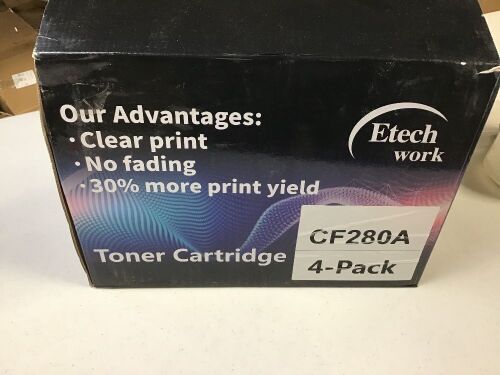 Our Advantages:
· Clear print
· No fading
· 30% more print yield
Etech
work
Toner Cartridge
CF280A
4-Pack